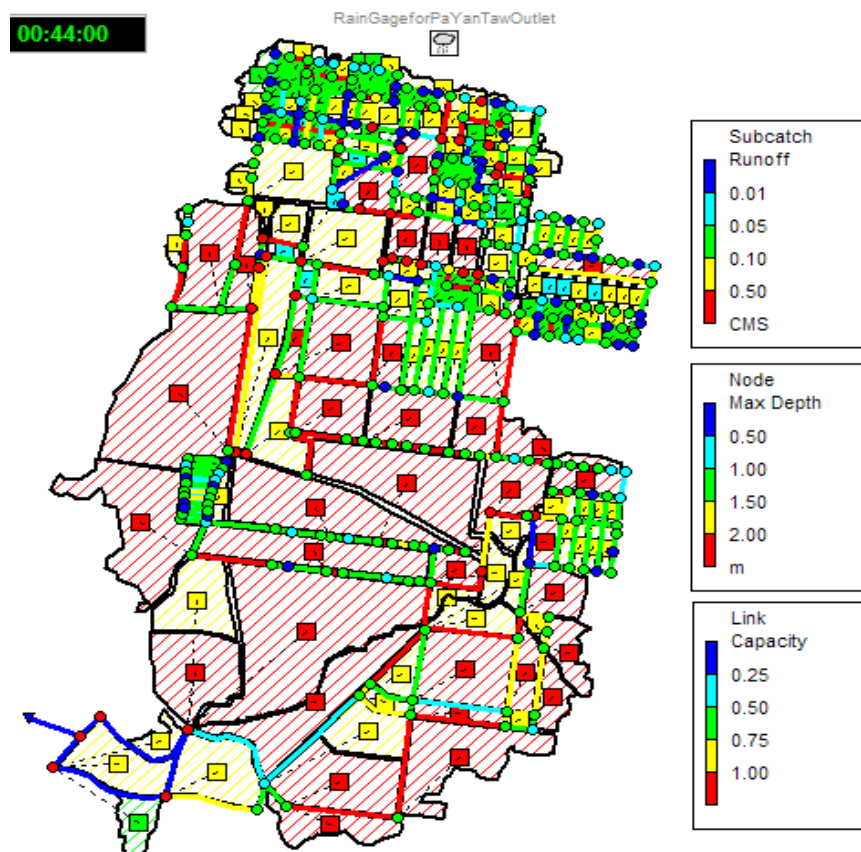 RainGageforPaYanTawOutlet
00:44:00
Subcatch
Runoff
0.01
0.05
0.10
0.50
CMS
Node
Max Depth
0.50
1.00
1.50
2.00
m
Link
Capacity
0.25
0.50
0.75
1.00